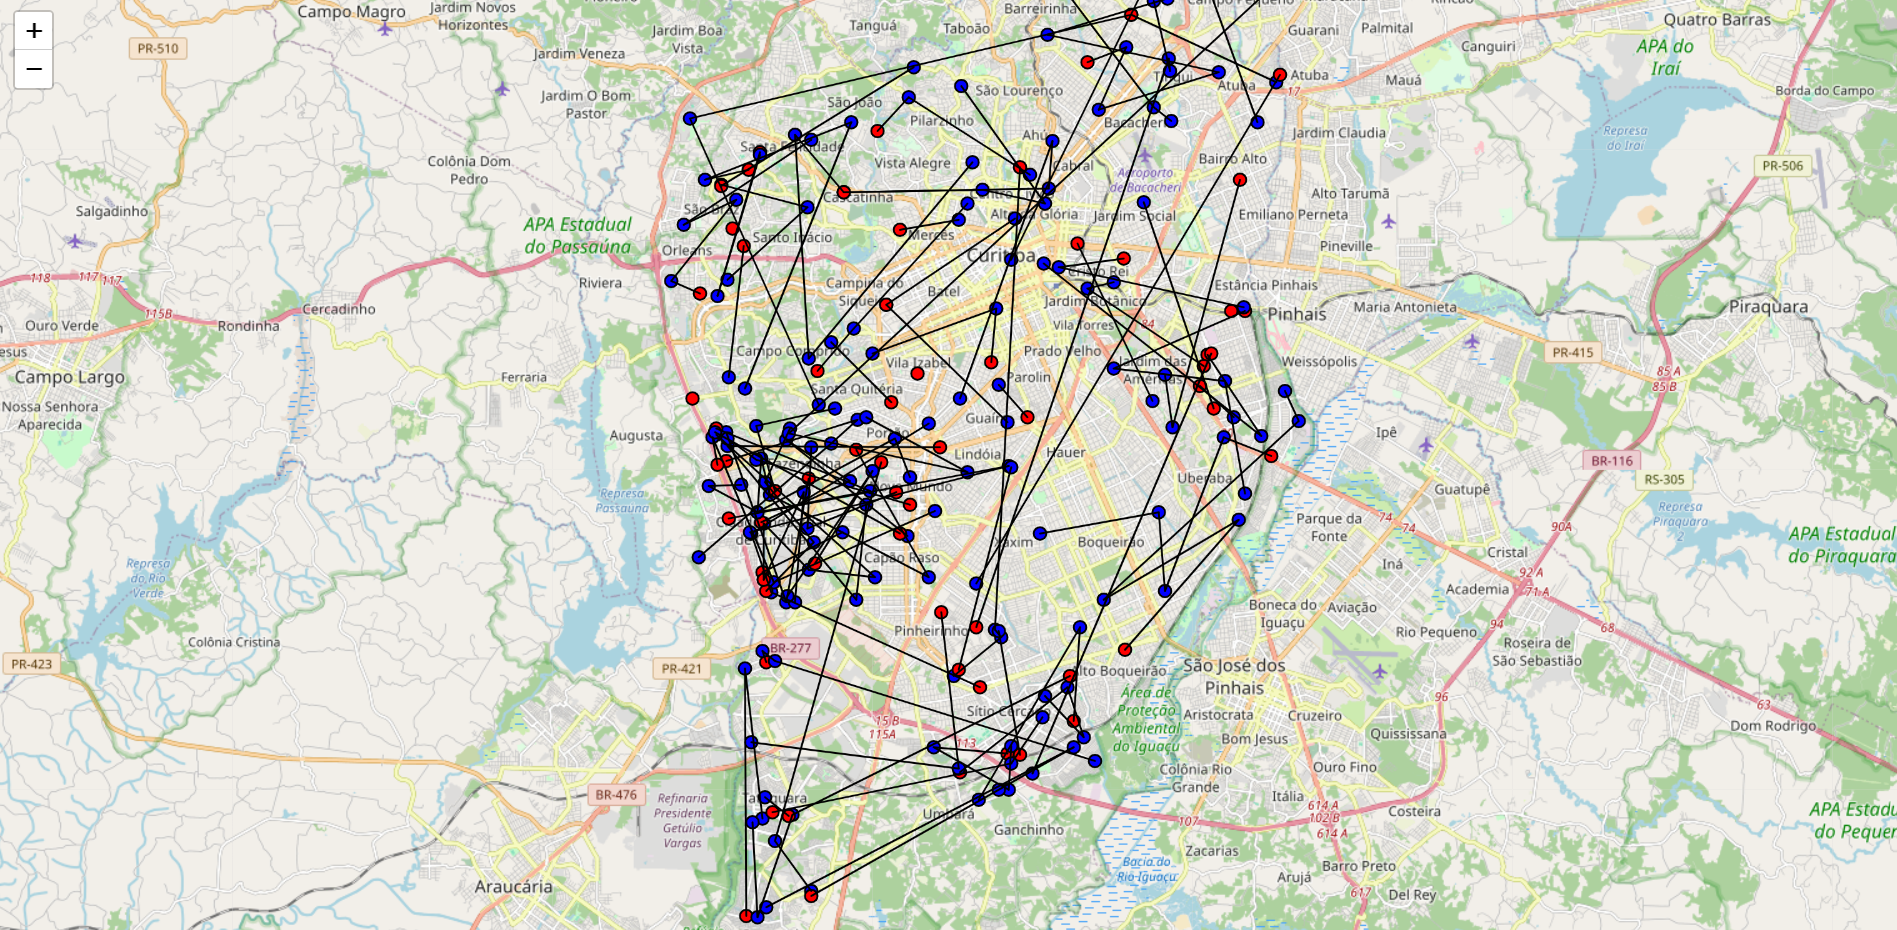 +
−
Campo Magro
Jardim Novos
Horizontes
Barreirinha
Taboão
Tanguá
Guarani
Palmital
Quatro Barras
PR-510
Jardim Boa
Vista
Jardim Veneza
Canguiri
APA do
Iraí
Atuba
Atuba
Mauá
17
Borda do Campo
Jardim O Bom
Pastor
São João
São Lourenço
Pilarzinho
Ahú
Bacacheri
Jardim Claudia
Represa
do Iraí
Colônia Dom
Pedro
Vista Alegre
Cabral
Bairro Alto
PR-506
Aeroporto
de Bacacheri
Cascatinha
Alto Tarumã
Salgadinho
APA Estadual
do Passaúna
Jardim Social
Emiliano Perneta
Mercês
Orleans
Santo Inácio
Pineville
118
117
117
Riviera
Curitiba
Cristo Rei
Estância Pinhais
Campina do
Siqueira
Batel
Jardim Botânico
Maria Antonieta
Piraquara
Pinhais
115B
Cercadinho
Ouro Verde
Rondinha
Vila Torres
84
Campo Comprido
Vila Izabel
Prado Velho
Jardim das
Américas
Weissópolis
PR-415
85 B
85 B
Campo Largo
Ferraria
Santa Quitéria
Parolin
Nossa Senhora
Aparecida
Guaíra
Augusta
Portão
Ipê
Lindóia
Hauer
BR-116
Uberaba
Guatupê
RS-305
Represa
Passaúna
Novo Mundo
Parque da
Fonte
74
74
90A
Represa
Piraquara
2
APA Estadual
do Piraquara
Xaxim
Boqueirão
Cristal
Capão Raso
Iná
92 A
71 A
Represa
do Rio
Verde
Academia
Boneca do
Iguaçu
Aviação
Colônia Cristina
Pinheirinho
94
68
Rio Pequeno
Roseira de
São Sebastião
PR-423
PR-421
BR-277
Alto Boqueirão
São José dos
Pinhais
Área de
Proteção
Ambiental
do Iguaçu
96
63
Sítio Cercado
Aristocrata
Cruzeiro
15 B
115A
113
Bom Jesus
Quississana
Dom Rodrigo
Colônia Rio
Grande
Ouro Fino
BR-476
Refinaria
Presidente
Getúlio
Vargas
Itália
614 A
102 B
614 A
Costeira
Umbará
Ganchinho
107
APA Estadu
do Pequen
Zacarias
Bacia do
Rio Iguaçu
Barro Preto
Araucária
Arujá
617
Del Rey